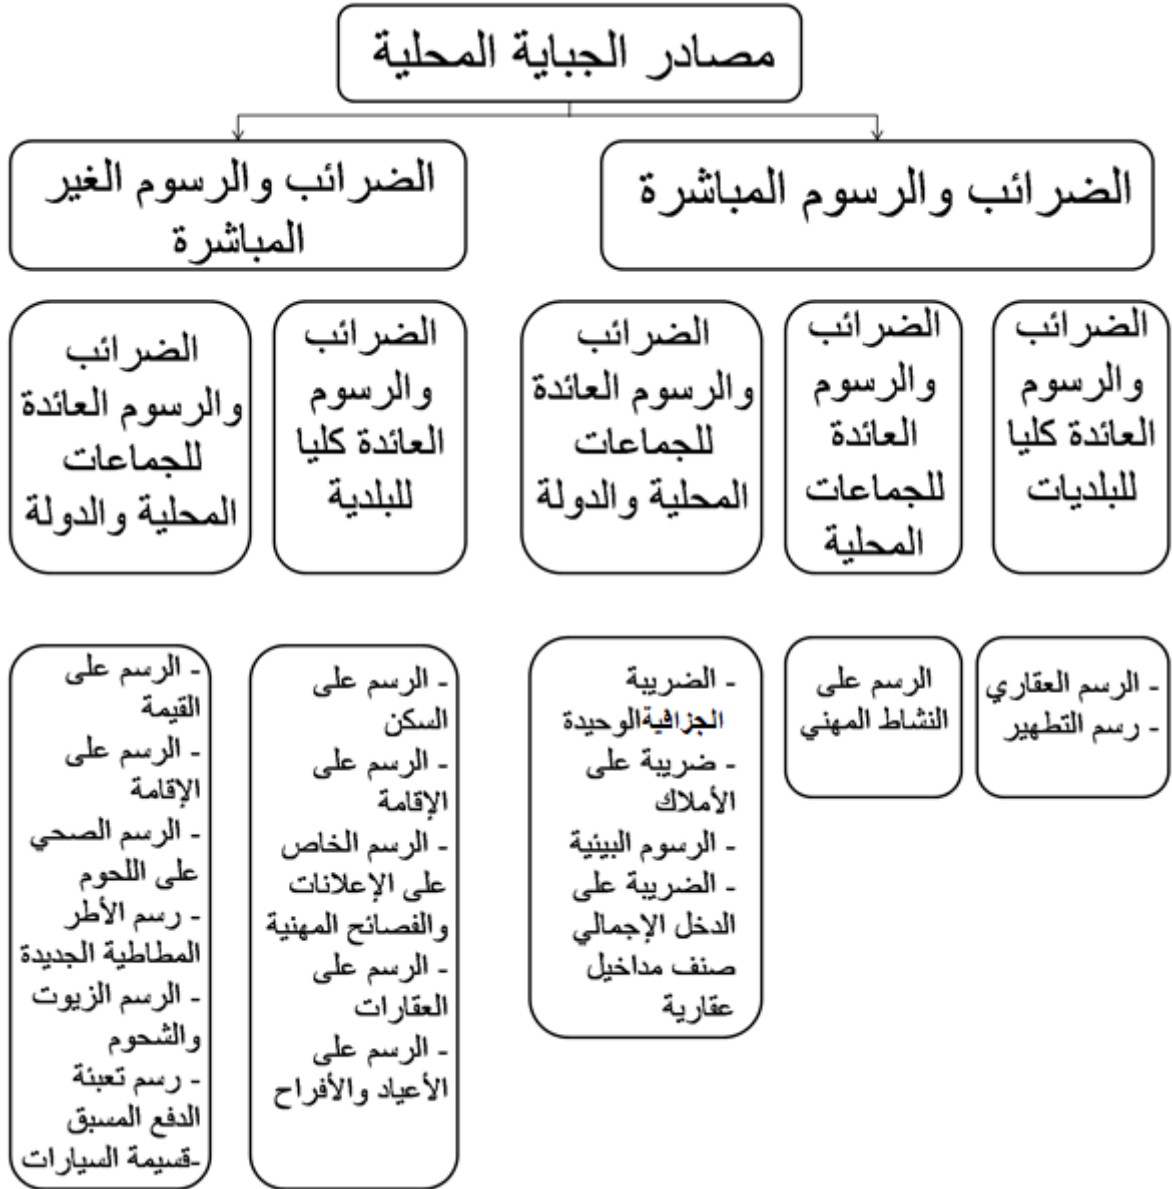 مصادر الجباية المحلية
الضرائب والرسوم المباشرة
الضرائب والرسوم الغير
المباشرة
الضرائب
والرسوم
العائدة كليا
للبلديات
الضرائب
والرسوم
العائدة
للجماعات
المحلية
الضرائب
والرسوم العائدة
للجماعات
المحلية والدولة
الضرائب
والرسوم
العائدة كليا
للبلدية
الضرائب
والرسوم العائدة
للجماعات
المحلية والدولة
- الرسم العقاري
- رسم التطهير
الرسم على
النشاط المهني
- الضريبة
الجزافيةالوحيدة
- ضريبة على
الأملاك
- الرسوم البينية
- الضريبة على
الدخل الإجمالي
صنف مداخيل
عقارية
- الرسم على
السكن
- الرسم على
الإقامة
- الرسم الخاص
على الإعلانات
والفصائح المهنية
- الرسم على
العقارات
- الرسم على
الأعياد والأفراح
- الرسم على
القيمة
- الرسم على
الإقامة
- الرسم الصحي
على اللحوم
- رسم الأطر
المطاطية الجديدة
- الرسم الزيوت
والشحوم
- رسم تعبئة
الدفع المسبق
-قسيمة السيارات